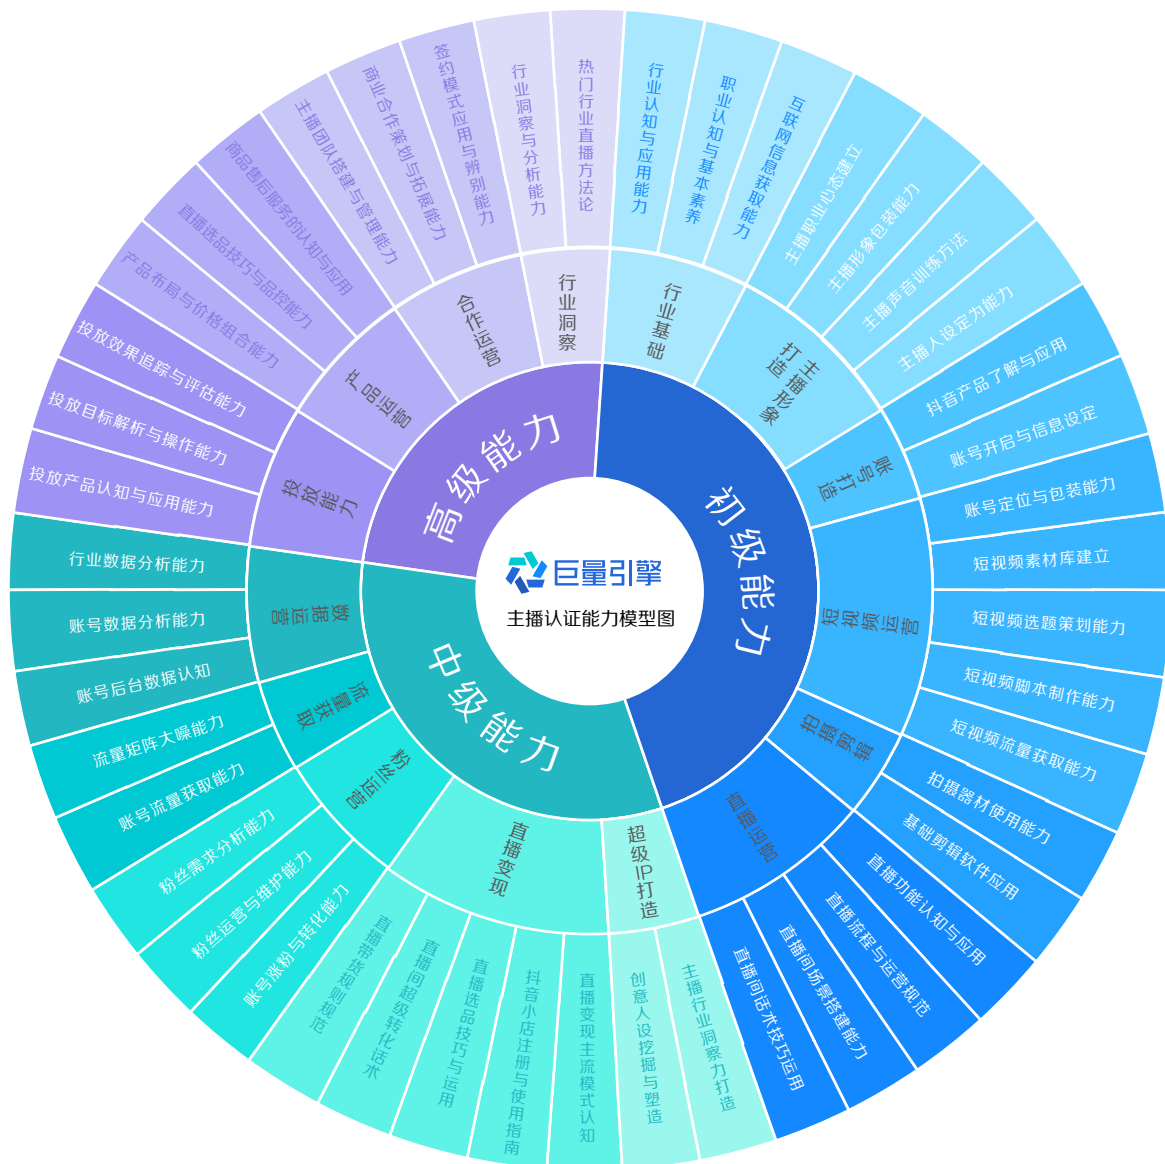 巨量引擎
主播认证能力模型图
初级能力
行业基础
行业认知与应用能力
职业认知与基本素养
互联网信息获取能力
打造主播形象
主播职业心态建立
主播形象包装能力
主播声音训练方法
主播人设定为能力
账号打造
抖音产品了解与应用
账号开启与信息设定
短视频运营
账号定位与包装能力
短视频素材库建立
短视频选题策划能力
短视频脚本制作能力
短视频流量获取能力
拍摄剪辑
拍摄器材使用能力
基础剪辑软件应用
直播运营
直播功能认知与应用
直播流程与运营规范
直播间场景搭建能力
直播间话术技巧运用
中级能力
超级IP打造
主播行业洞察力打造
创意人设挖掘与塑造
直播变现
直播变现主流模式认知
抖音小店注册与使用指南
直播选品技巧与运用
直播间超级转化话术
直播带货规则规范
粉丝运营
账号涨粉与转化能力
粉丝运营与维护能力
粉丝需求分析能力
流量获取
账号流量获取能力
流量矩阵大噪能力
数据运营
账号后台数据认知
账号数据分析能力
行业数据分析能力
高级能力
投放能力
投放产品认知与应用能力
投放目标解析与操作能力
投放效果追踪与评估能力
产品运营
产品布局与价格组合能力
直播选品技巧与品控能力
商品售后服务的认知与应用
合作运营
主播团队搭建与管理能力
商业合作策划与拓展能力
签约模式应用与辨别能力
行业洞察
行业洞察与分析能力
热门行业直播方法论